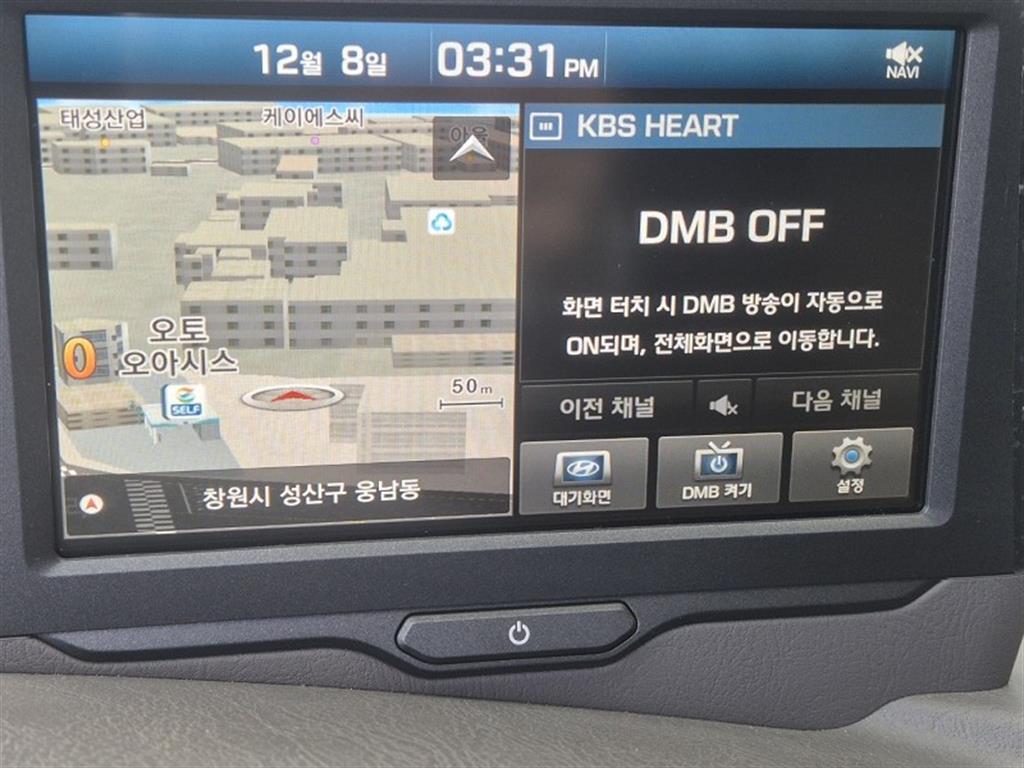 12월 8일 03:31 PM
NAVI
태성산업
케이에스씨
아울
KBS HEART
DMB OFF
화면 터치 시 DMB 방송이 자동으로
ON되며, 전체화면으로 이동합니다.
0
오토
오아시스
SELF
50m
이전 채널
다음 채널
창원시 성산구 웅남동
대기화면
DMB 켜기
설정